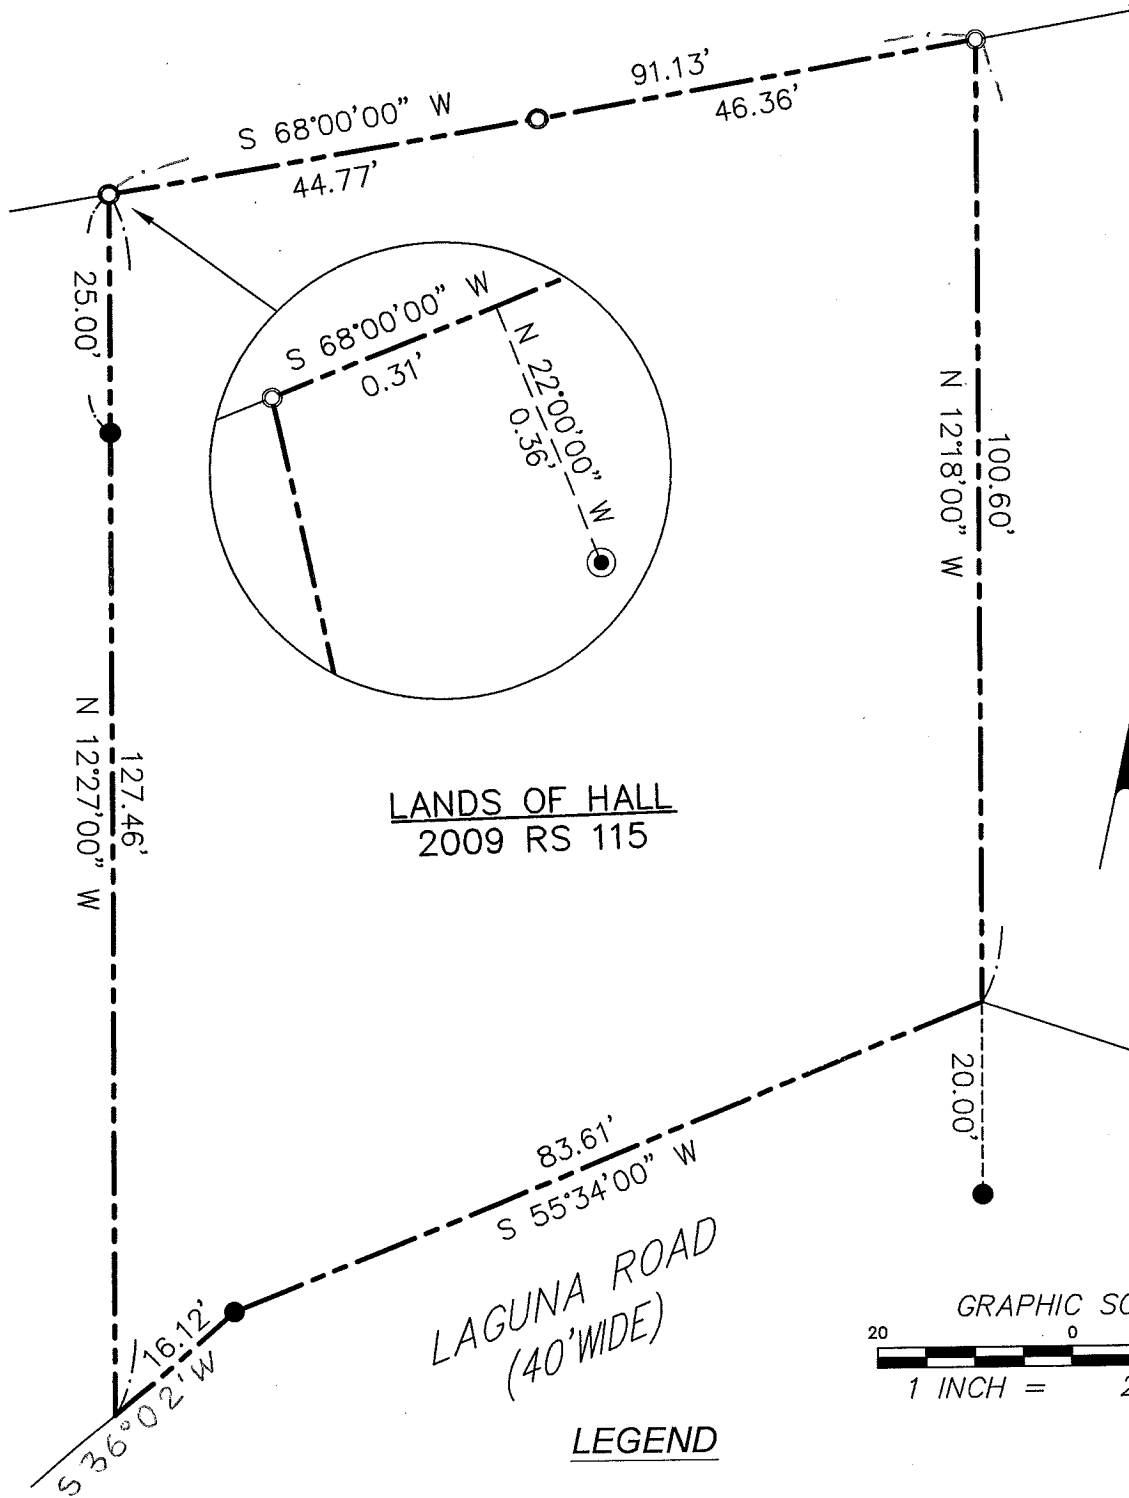 91.13'
S 68°00'00" W
46.36'
44.77'
25.00'
S 68°00'00" W
0.31'
N 22°00'00" W
0.36'
N 12°18'00" W
100.60'
N 12°27'00" W
127.46'
LANDS OF HALL
2009 RS 115
20.00'
83.61'
S 55°34'00" W
LAGUNA ROAD
(40'WIDE)
16.12'
S 36°02' W
GRAPHIC SC
20 0
1 INCH = 2
LEGEND